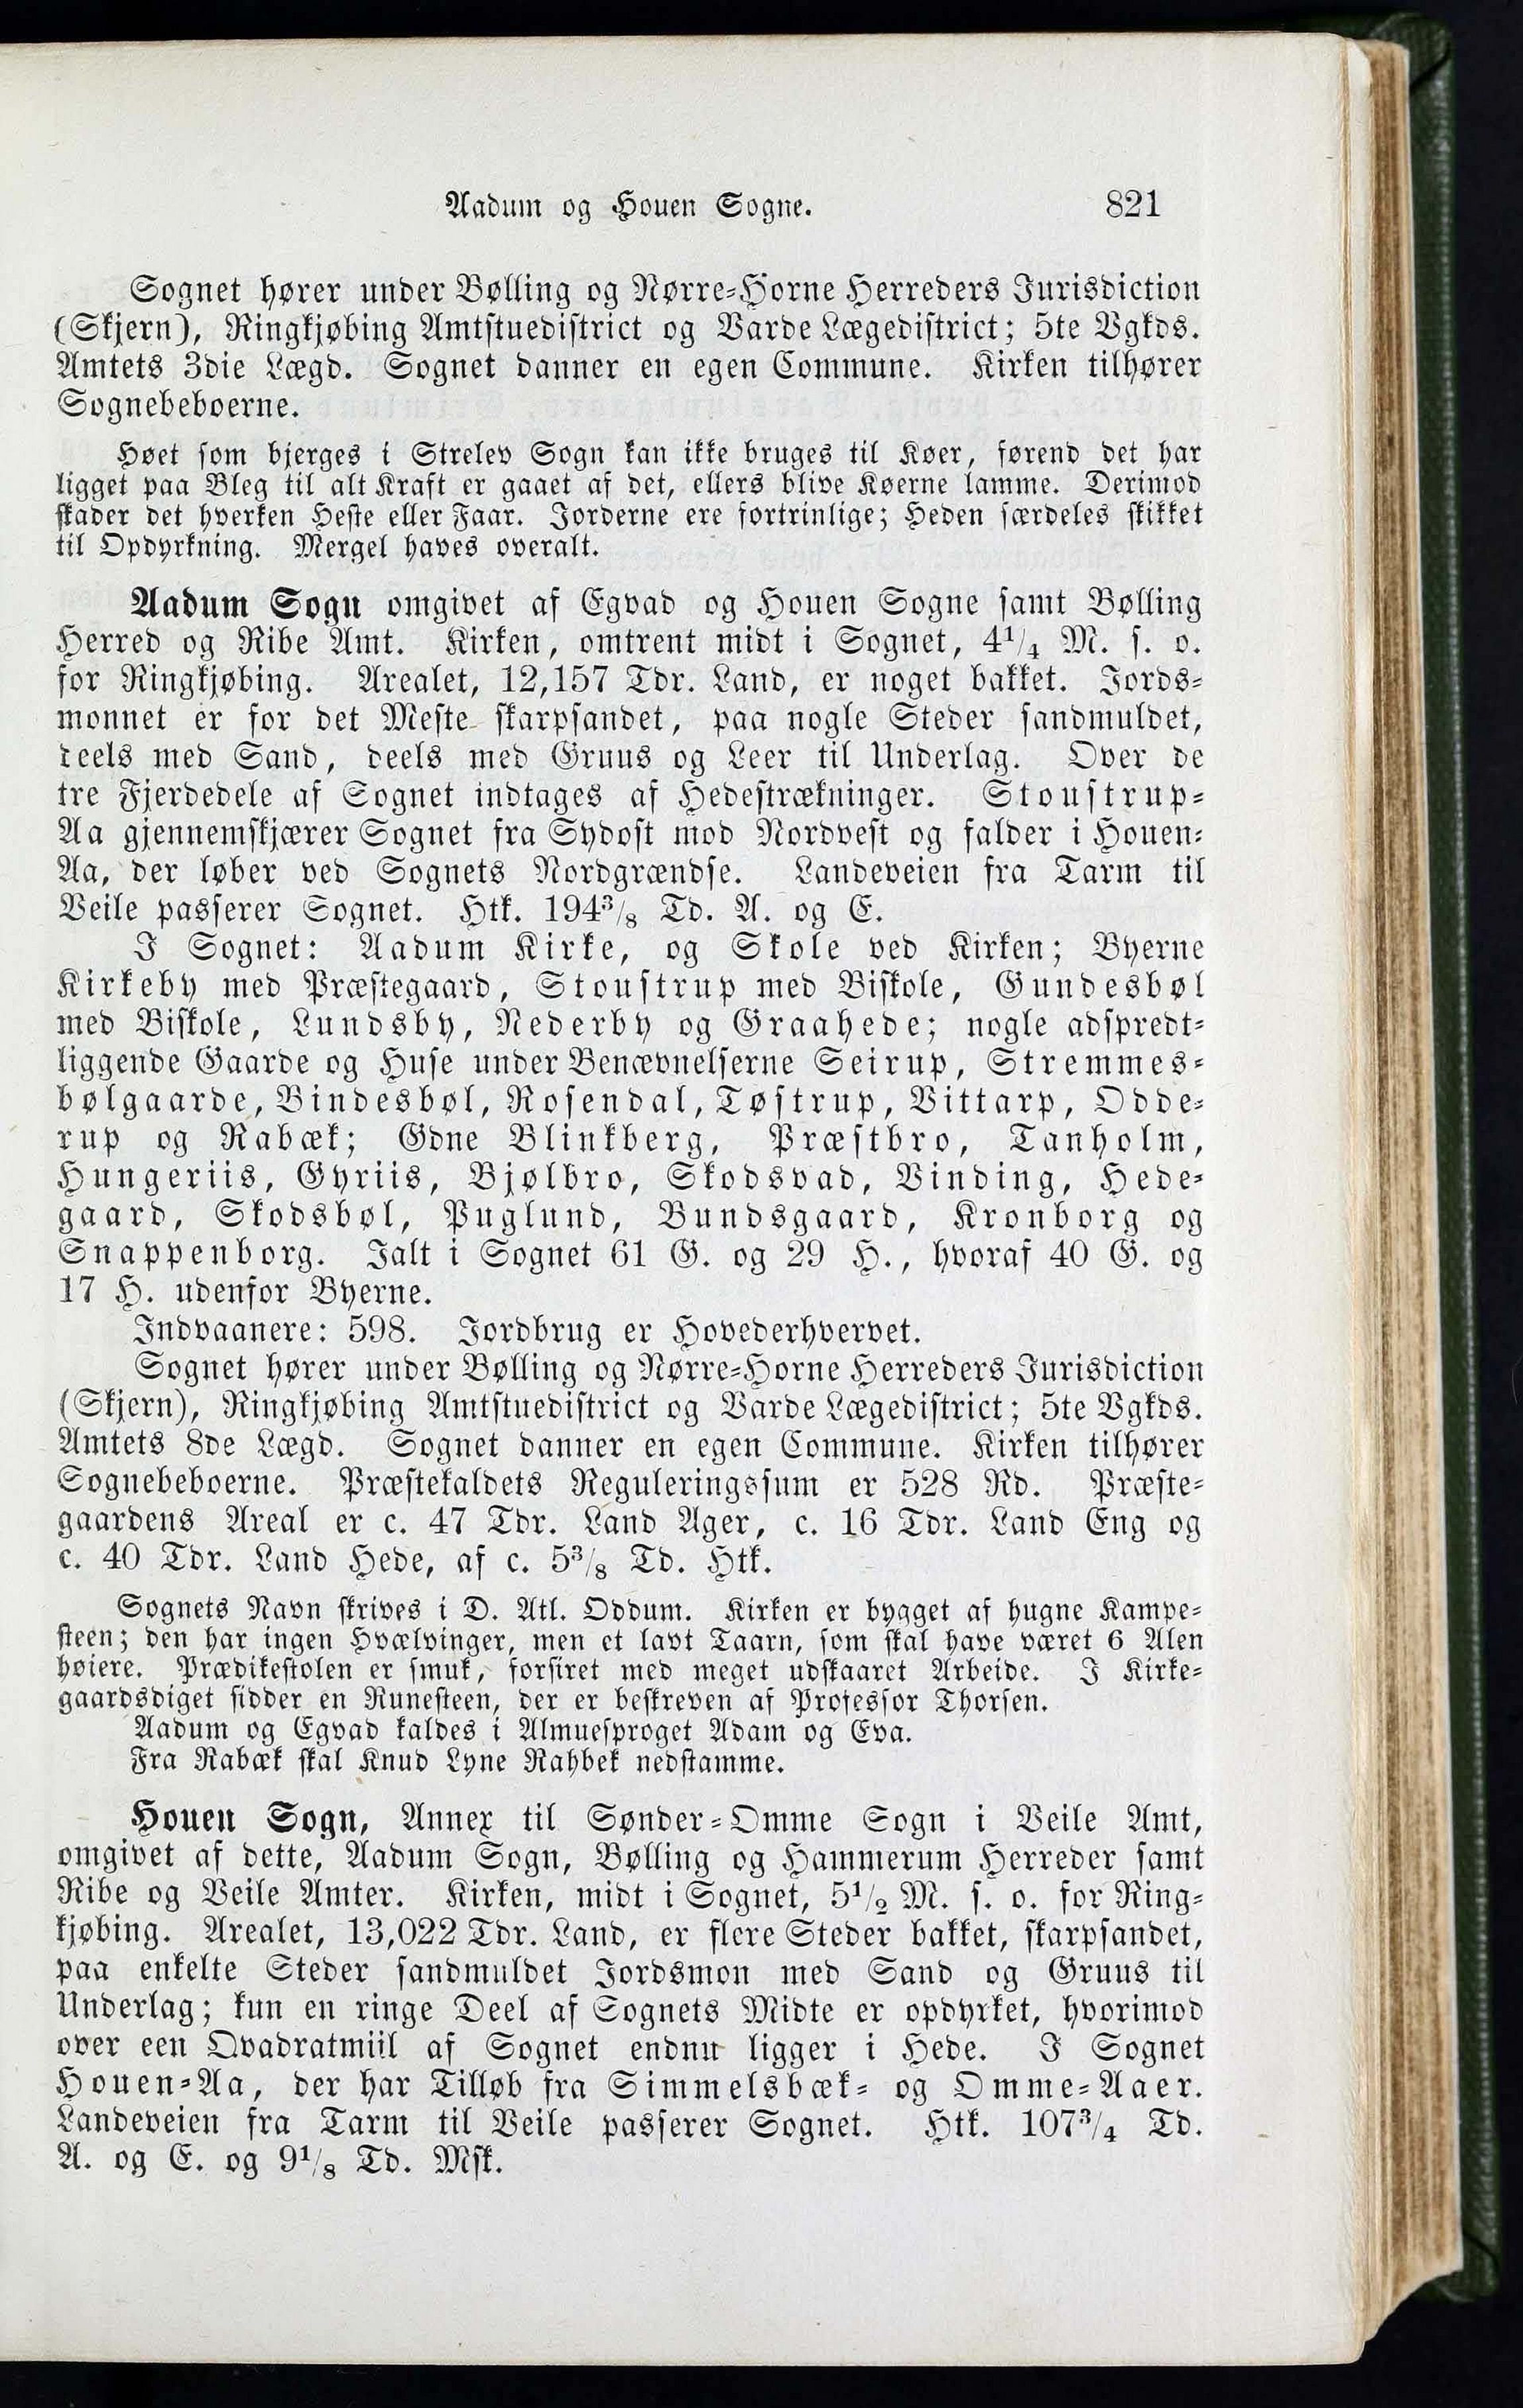 Aadum og Houen Sogne. 821
Sognet hører under Bølling og Nørre-Horne Herreders Jurisdiction
(Skjern), Ringkjøbing Amtstuedistrict og Varde Lægedistrict; 5te Vgkds.
Amtets 3die Lægd. Sognet danner en egen Commune. Kirken tilhører
Sognebeboerne.
Høet som bjerges i Strelev Sogn kan ikke bruges til Køer, førend det har
ligget paa Bleg til alt Kraft er gaaet af det, ellers blive Køerne lamme. Derimod
skader det hverken Heste eller Faar. Jorderne ere fortrinlige; Heden særdeles skikket
til Opdyrkning. Mergel haves overalt.
Aadum Sogn omgivet af Egvad og Houen Sogne samt Bølling
Herred og Ribe Amt. Kirken, omtrent midt i Sognet, 4¹/₄ M. s. o.
for Ringkjøbing. Arealet, 12,157 Tdr. Land, er noget bakket. Jords-
monnet er for det Meste skarpsandet, paa nogle Steder sandmuldet,
deels med Sand, deels med Gruus og Leer til Underlag. Over de
tre Fjerdedele af Sognet indtages af Hedestrækninger. Stoustrup-
Aa gjennemskjærer Sognet fra Sydost mod Nordvest og falder i Houen-
Aa, der løber ved Sognets Nordgrændse. Landeveien fra Tarm til
Veile passerer Sognet. Htk. 194³/₈ Td. A. og E.
I Sognet: Aadum Kirke, og Skole ved Kirken; Byerne
Kirkeby med Præstegaard, Stoustrup med Biskole, Gundesbøl
med Biskole, Lundsby, Nederby og Graahede; nogle adspredt-
liggende Gaarde og Huse under Benævnelserne Seirup, Stremmes-
bølgaarde, Bindesbøl, Rosendal, Tøstrup, Vittarp, Odde-
rup og Rabæk; Gdne Blinkberg, Præstbro, Tanholm,
Hungeriis, Gyriis, Bjølbro, Skodsvad, Vinding, Hede-
gaard, Skodsbøl, Puglund, Bundsgaard, Kronborg og
Snappenborg. Ialt i Sognet 61 G. og 29 H., hvoraf 40 G. og
17 H. udenfor Byerne.
Indvaanere: 598. Jordbrug er Hovederhvervet.
Sognet hører under Bølling og Nørre-Horne Herreders Jurisdiction
(Skjern), Ringkjøbing Amtstuedistrict og Varde Lægedistrict; 5te Vgkds.
Amtets 8de Lægd. Sognet danner en egen Commune. Kirken tilhører
Sognebeboerne. Præstekaldets Reguleringssum er 528 Rd. Præste-
gaardens Areal er c. 47 Tdr. Land Ager, c. 16 Tdr. Land Eng og
c. 40 Tdr. Land Hede, af c. 5³/₈ Td. Htk.
Sognets Navn skrives i D. Atl. Oddum. Kirken er bygget af hugne Kampe-
steen; den har ingen Hvælvinger, men et lavt Taarn, som skal have været 6 Alen
høiere. Prædikestolen er smuk, forsiret med meget udskaaret Arbeide. I Kirke-
gaardsdiget sidder en Runesteen, der er beskreven af Professor Thorsen.
Aadum og Egvad kaldes i Almuesproget Adam og Eva.
Fra Rabæk skal Knud Lyne Rahbek nedstamme.
Houen Sogn, Annex til Sønder-Omme Sogn i Veile Amt,
omgivet af dette, Aadum Sogn, Bølling og Hammerum Herreder samt
Ribe og Veile Amter. Kirken, midt i Sognet, 5¹/₂ M. s. o. for Ring-
kjøbing. Arealet, 13,022 Tdr. Land, er flere Steder bakket, skarpsandet,
paa enkelte Steder sandmuldet Jordsmon med Sand og Gruus til
Underlag; kun en ringe Deel af Sognets Midte er opdyrket, hvorimod
over een Qvadratmiil af Sognet endnu ligger i Hede. I Sognet
Houen-Aa, der har Tilløb fra Simmelsbæk- og Omme-Aaer.
Landeveien fra Tarm til Veile passerer Sognet. Htk. 107³/₄ Td.
A. og E. og 9¹/₈ Td. Msk.